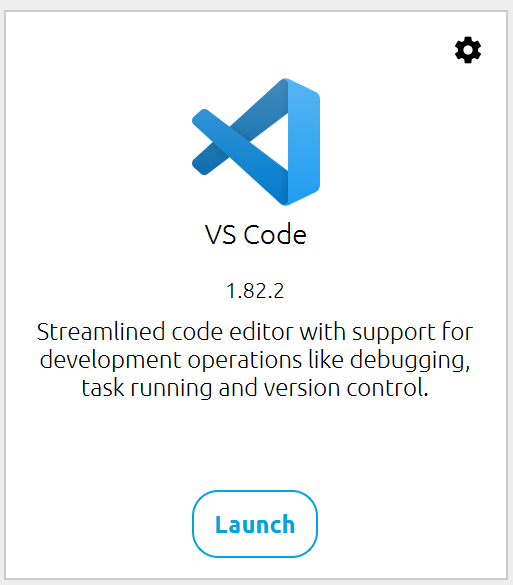 VS Code
1.82.2
Streamlined code editor with support for
development operations like debugging,
task running and version control.
Launch